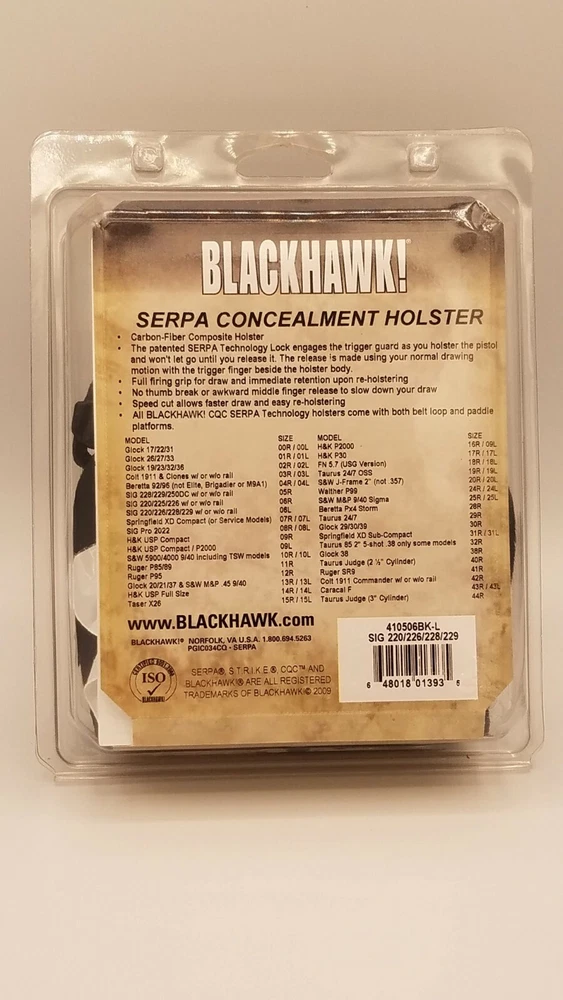 BLACKHAWK!
SERPA CONCEALMENT HOLSTER
• Carbon-Fiber Composite Holster
• The patented SERPA Technology Lock engages the trigger guard as you holster the pistol
and won't let go until you release it. The release is made using your normal drawing
motion with the trigger finger beside the holster body.
• Full firing grip for draw and immediate retention upon re-holstering
• No thumb break or awkward middle finger release to slow down your draw
• Speed cut allows faster draw and easy re-holstering
• All BLACKHAWK! CQC SERPA Technology holsters come with both belt loop and paddle
platforms.
MODEL SIZE
Glock 17/22/31 00R / 00L
Glock 26/27/33 01R / 01L
Glock 19/23/32/36 02R / 02L
Colt 1911 & Clones w/ or w/o rail 03R / 03L
Beretta 92/96 (not Elite, Brigadier or M9A1) 04R / 04L
SIG 228/229/250DC w/ or w/o rail 05R
SIG 220/225/226 w/ or w/o rail 06R
SIG 220/226/228/229 w/ or w/o rail 06L
Springfield XD Compact (or Service Models) 07R / 07L
SIG Pro 2022 08R / 08L
H&K USP Compact 09R
H&K USP Compact / P2000 09L
S&W 5900/4000 9/40 including TSW models 10R / 10L
Ruger P85/89 11R
Ruger P95 12R
Glock 20/21/37 & S&W M&P .45 9/40 13R / 13L
H&K USP Full Size 14R / 14L
Taser X26 15R / 15L
MODEL SIZE
H&K P2000 16R / 09L
H&K P30 17R / 17L
FN 5.7 (USG Version) 18R / 18L
Taurus 24/7 OSS 19R / 19L
S&W J-Frame 2" (not .357) 20R / 20L
Walther P99 24R / 24L
S&W M&P 9/40 Sigma 25R / 25L
Beretta Px4 Storm 26R
Taurus 24/7 29R
Glock 29/30/39 30R
Springfield XD Sub-Compact 31R / 31L
Taurus 85 2" 5-shot .38 only some models 32R
Glock 38 38R
Taurus Judge (2 ½" Cylinder) 40R
Ruger SR9 41R
Colt 1911 Commander w/ or w/o rail 42R
Caracal F 43R / 43L
Taurus Judge (3" Cylinder) 44R
www.BLACKHAWK.com
BLACKHAWK!® NORFOLK, VA U.S.A. 1.800.694.5263
PGIC034CQ - SERPA
410506BK-L
SIG 220/226/228/229
6 48018 01393 5
ISO
BLACKHAWK!
SERPA®, S.T.R.I.K.E.®, CQC™ AND
BLACKHAWK!® ARE ALL REGISTERED
TRADEMARKS OF BLACKHAWK!© 2009